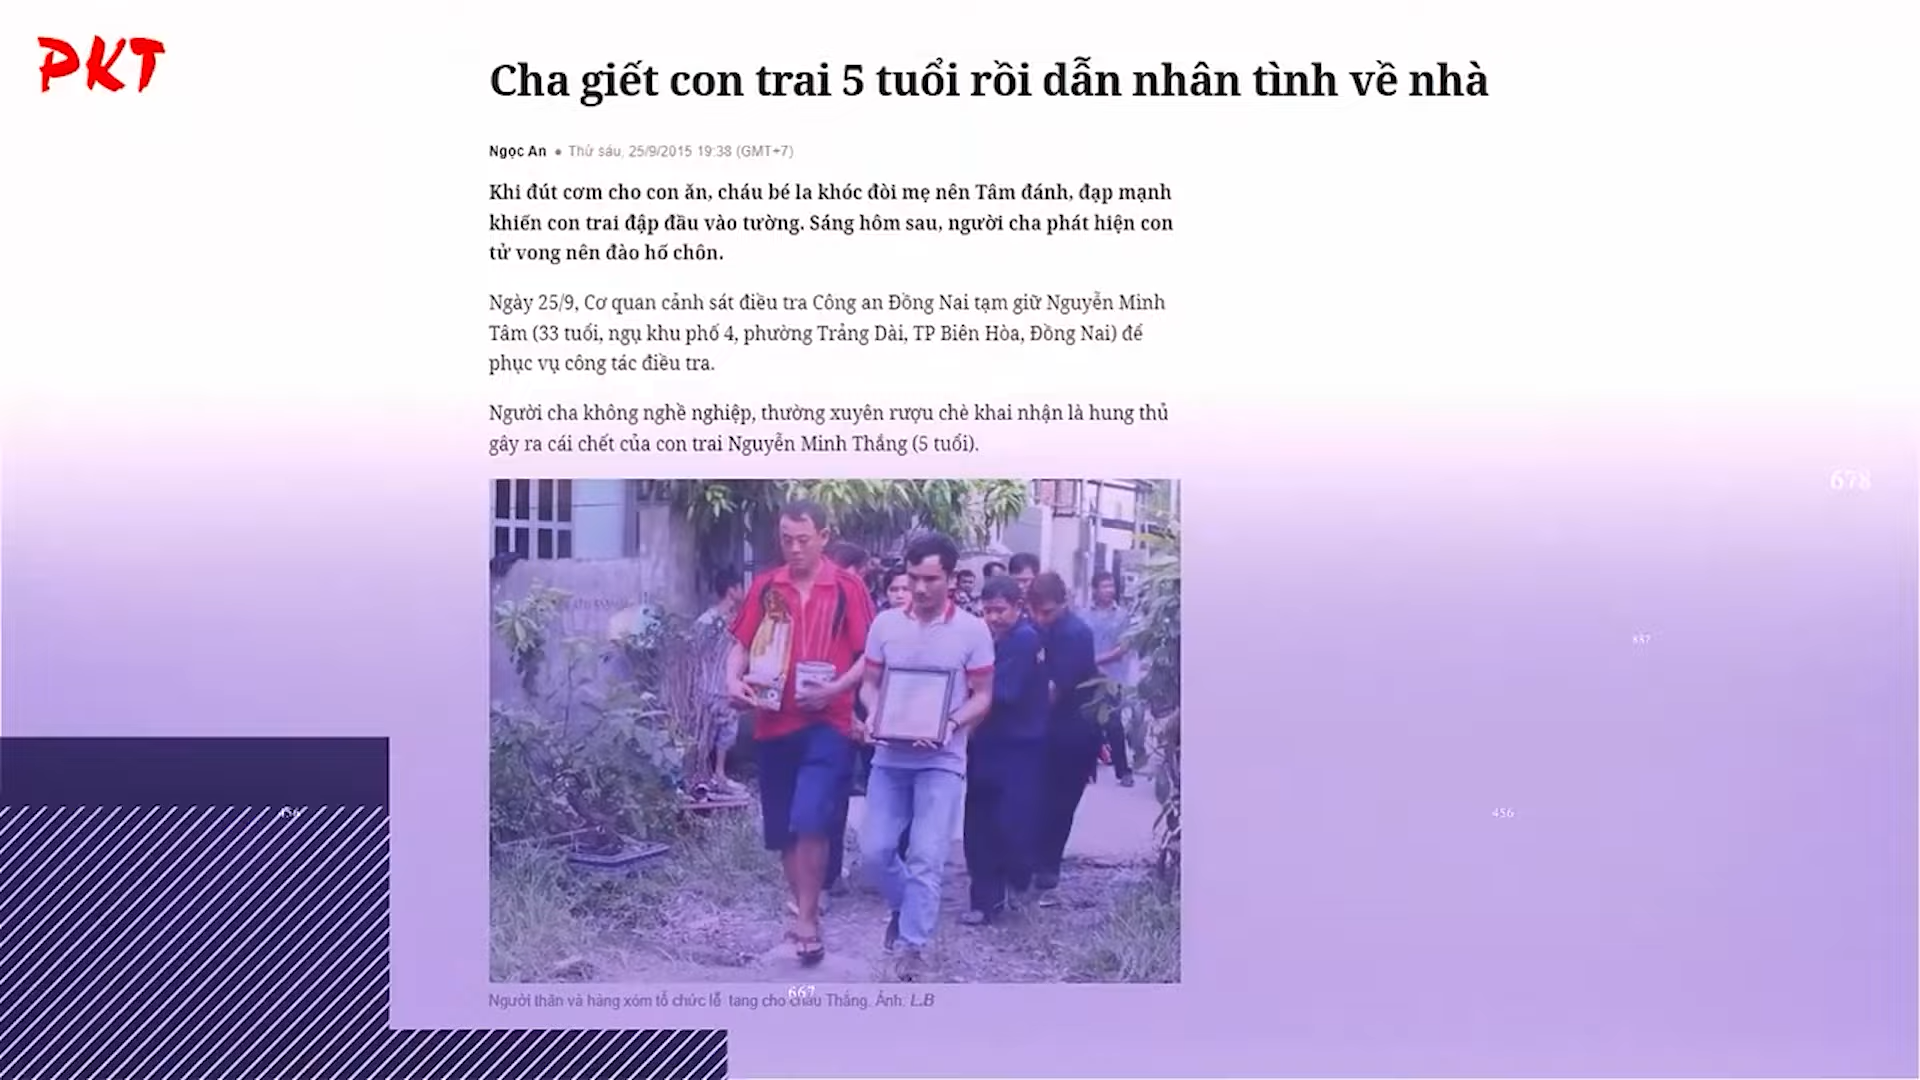 PKT
Cha giết con trai 5 tuổi rồi dẫn nhân tình về nhà
Ngọc An • Thứ sáu, 25/9/2015 19:38 (GMT+7)
Khi đút cơm cho con ăn, cháu bé la khóc đòi mẹ nên Tâm đánh, đạp mạnh
khiến con trai đập đầu vào tường. Sáng hôm sau, người cha phát hiện con
tử vong nên đào hố chôn.
Ngày 25/9, Cơ quan cảnh sát điều tra Công an Đồng Nai tạm giữ Nguyễn Minh
Tâm (33 tuổi, ngụ khu phố 4, phường Trảng Dài, TP Biên Hòa, Đồng Nai) để
phục vụ công tác điều tra.
Người cha không nghề nghiệp, thường xuyên rượu chè khai nhận là hung thủ
gây ra cái chết của con trai Nguyễn Minh Thắng (5 tuổi).
678
456
456
667
Người thân và hàng xóm tổ chức lễ tang cho cháu Thắng. Ảnh: L.B